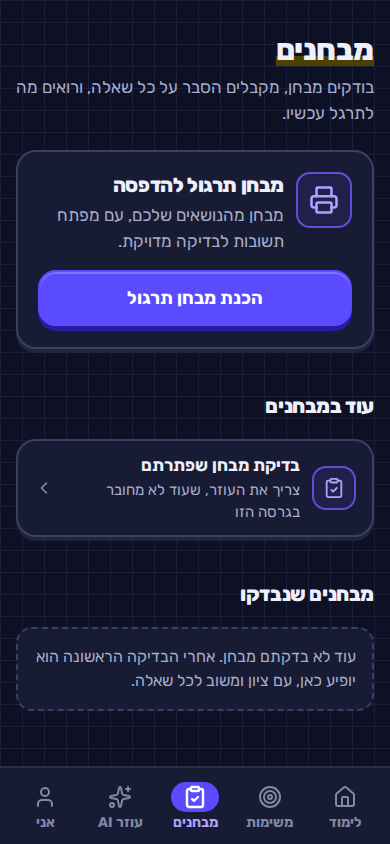 מבחנים
בודקים מבחן, מקבלים הסבר על כל שאלה, ורואים מה
לתרגל עכשיו.
מבחן תרגול להדפסה
מבחן מהנושאים שלכם, עם מפתח
תשובות לבדיקה מדויקת.
הכנת מבחן תרגול
עוד במבחנים
בדיקת מבחן שפתרתם
צריך את העוזר, שעוד לא מחובר
בגרסה הזו
מבחנים שנבדקו
עוד לא בדקתם מבחן. אחרי הבדיקה הראשונה הוא
יופיע כאן, עם ציון ומשוב לכל שאלה.
לימוד
משימות
מבחנים
עוזר AI
אני